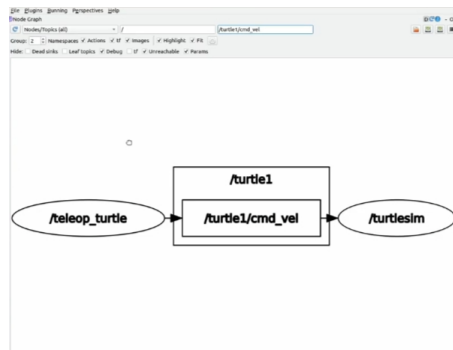 File Plugins Running Perspectives Help
Node Graph
Nodes/Topics (all) / /turtle1/cmd_vel
Group: 2 Namespaces Actions tf Images Highlight Fit
Hide: Dead sinks Leaf topics Debug tf Unreachable Params
/turtle1
/teleop_turtle /turtle1/cmd_vel /turtlesim